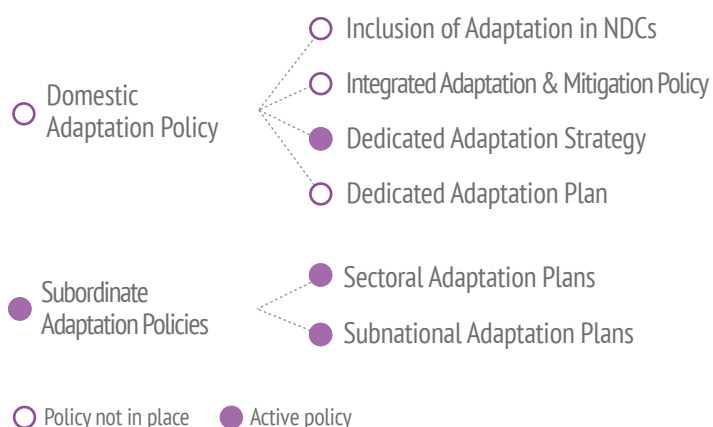 Domestic
Adaptation Policy
Inclusion of Adaptation in NDCs
Integrated Adaptation & Mitigation Policy
Dedicated Adaptation Strategy
Dedicated Adaptation Plan
Subordinate
Adaptation Policies
Sectoral Adaptation Plans
Subnational Adaptation Plans
Policy not in place Active policy